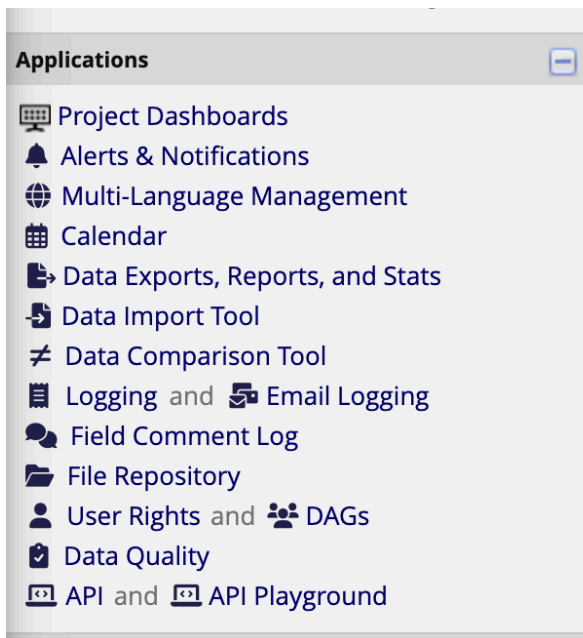 Applications
Project Dashboards
Alerts & Notifications
Multi-Language Management
Calendar
Data Exports, Reports, and Stats
Data Import Tool
Data Comparison Tool
Logging and Email Logging
Field Comment Log
File Repository
User Rights and DAGs
Data Quality
API and API Playground